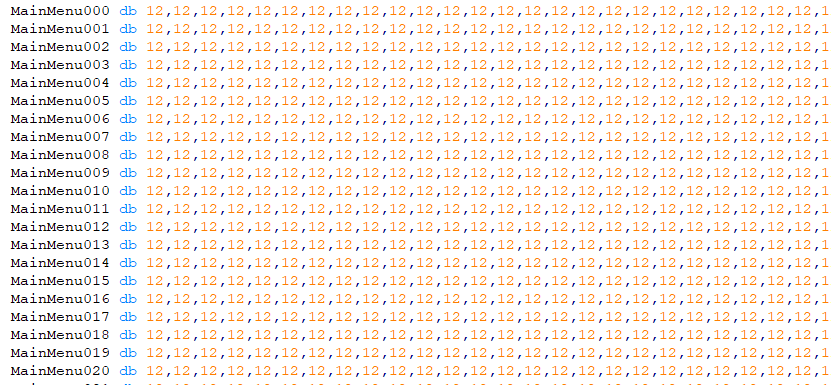 MainMenu000 db 12,12,12,12,12,12,12,12,12,12,12,12,12,12,12,12,12,12,12,12,12,12,12,12,12,1
MainMenu001 db 12,12,12,12,12,12,12,12,12,12,12,12,12,12,12,12,12,12,12,12,12,12,12,12,12,1
MainMenu002 db 12,12,12,12,12,12,12,12,12,12,12,12,12,12,12,12,12,12,12,12,12,12,12,12,12,1
MainMenu003 db 12,12,12,12,12,12,12,12,12,12,12,12,12,12,12,12,12,12,12,12,12,12,12,12,12,1
MainMenu004 db 12,12,12,12,12,12,12,12,12,12,12,12,12,12,12,12,12,12,12,12,12,12,12,12,12,1
MainMenu005 db 12,12,12,12,12,12,12,12,12,12,12,12,12,12,12,12,12,12,12,12,12,12,12,12,12,1
MainMenu006 db 12,12,12,12,12,12,12,12,12,12,12,12,12,12,12,12,12,12,12,12,12,12,12,12,12,1
MainMenu007 db 12,12,12,12,12,12,12,12,12,12,12,12,12,12,12,12,12,12,12,12,12,12,12,12,12,1
MainMenu008 db 12,12,12,12,12,12,12,12,12,12,12,12,12,12,12,12,12,12,12,12,12,12,12,12,12,1
MainMenu009 db 12,12,12,12,12,12,12,12,12,12,12,12,12,12,12,12,12,12,12,12,12,12,12,12,12,1
MainMenu010 db 12,12,12,12,12,12,12,12,12,12,12,12,12,12,12,12,12,12,12,12,12,12,12,12,12,1
MainMenu011 db 12,12,12,12,12,12,12,12,12,12,12,12,12,12,12,12,12,12,12,12,12,12,12,12,12,1
MainMenu012 db 12,12,12,12,12,12,12,12,12,12,12,12,12,12,12,12,12,12,12,12,12,12,12,12,12,1
MainMenu013 db 12,12,12,12,12,12,12,12,12,12,12,12,12,12,12,12,12,12,12,12,12,12,12,12,12,1
MainMenu014 db 12,12,12,12,12,12,12,12,12,12,12,12,12,12,12,12,12,12,12,12,12,12,12,12,12,1
MainMenu015 db 12,12,12,12,12,12,12,12,12,12,12,12,12,12,12,12,12,12,12,12,12,12,12,12,12,1
MainMenu016 db 12,12,12,12,12,12,12,12,12,12,12,12,12,12,12,12,12,12,12,12,12,12,12,12,12,1
MainMenu017 db 12,12,12,12,12,12,12,12,12,12,12,12,12,12,12,12,12,12,12,12,12,12,12,12,12,1
MainMenu018 db 12,12,12,12,12,12,12,12,12,12,12,12,12,12,12,12,12,12,12,12,12,12,12,12,12,1
MainMenu019 db 12,12,12,12,12,12,12,12,12,12,12,12,12,12,12,12,12,12,12,12,12,12,12,12,12,1
MainMenu020 db 12,12,12,12,12,12,12,12,12,12,12,12,12,12,12,12,12,12,12,12,12,12,12,12,12,1